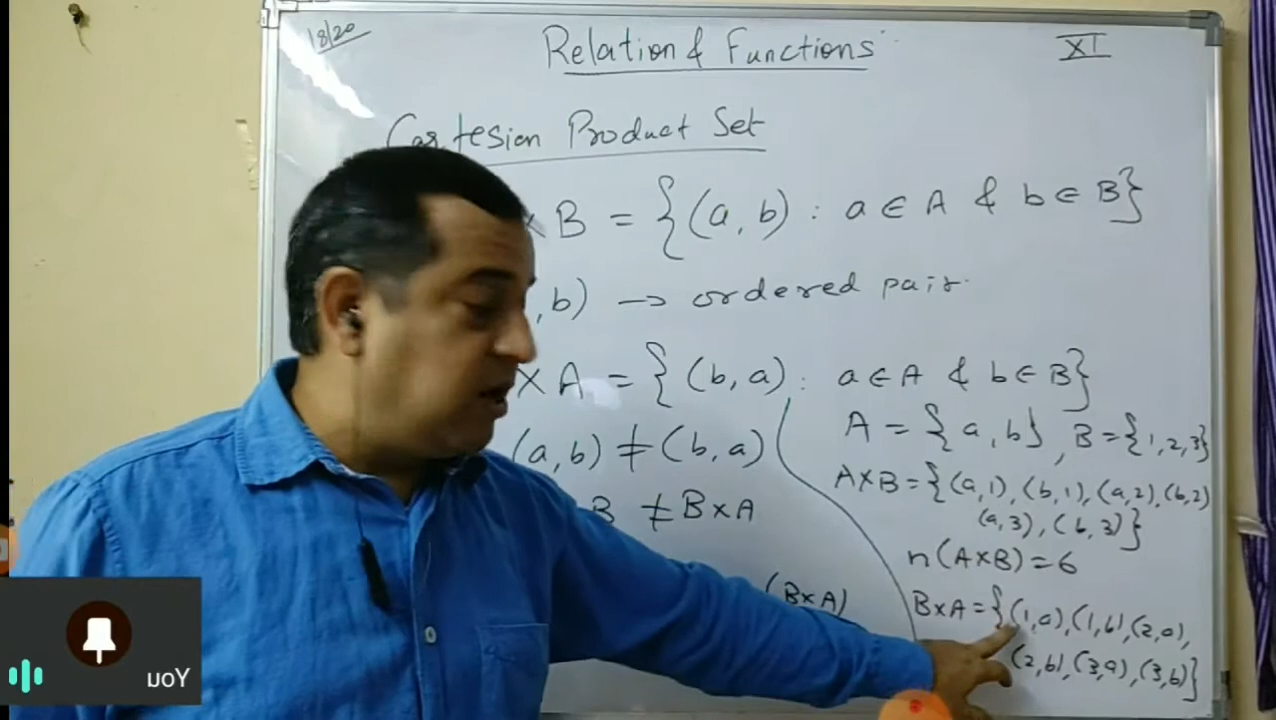 18/20
Relation & Functions
XI
Cartesian Product Set
× B = {(a, b) : a ∈ A & b ∈ B}
, b) → ordered pair.
× A = {(b, a) : a ∈ A & b ∈ B}
(a, b) ≠ (b, a)
B ≠ B×A
(B×A)
A = {a, b}, B = {1,2,3}
A×B = {(a,1), (b,1), (a,2), (b,2)
(a,3), (b,3)}
n(A×B) = 6
B×A = {(1,a), (1,b), (2,a),
(2,b), (3,a), (3,b)}
uoY